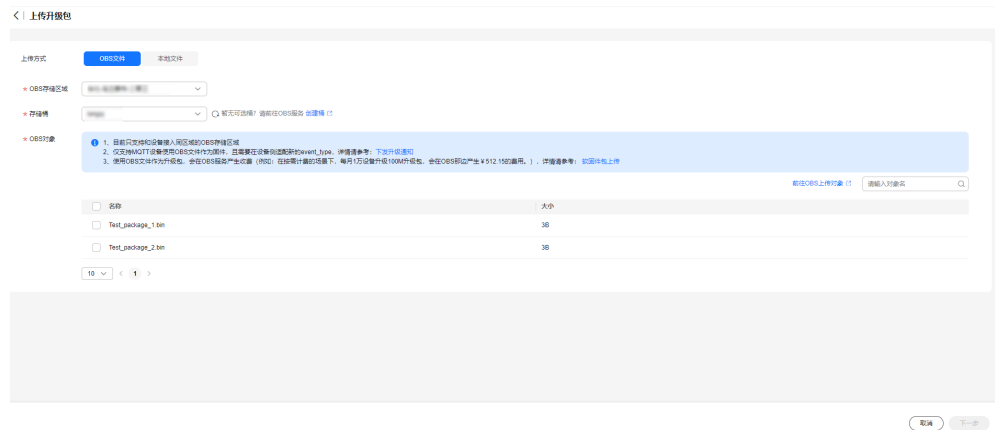 上传升级包
上传方式
OBS文件 本地文件
* OBS存储区域
* 存储桶
暂无可选桶？请前往OBS服务 创建桶
* OBS对象
1、目前只支持和设备接入同区域的OBS存储区域
2、仅支持MQTT设备使用OBS文件作为固件，且需要在设备侧适配新的event_type，详情请参考：下发升级通知
3、使用OBS文件作为升级包，会在OBS服务产生收费（例如：在按需计费的场景下，每月1万设备升级100M升级包，会在OBS那边产生￥512.15的费用。），详情请参考： 软固件包上传
前往OBS上传对象 请输入对象名
名称 大小
Test_package_1.bin 3B
Test_package_2.bin 3B
10 1
取消 下一步